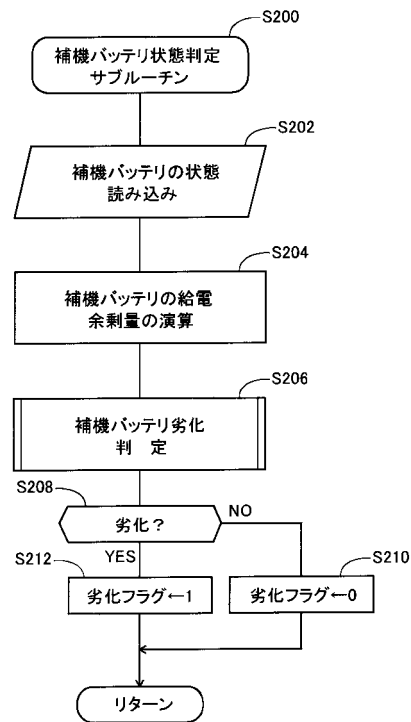 S200
補機バッテリ状態判定
サブルーチン
S202
補機バッテリの状態
読み込み
S204
補機バッテリの給電
余剰量の演算
S206
補機バッテリ劣化
判 定
S208
劣化?
NO
YES
S212
劣化フラグ←1
S210
劣化フラグ←0
リターン